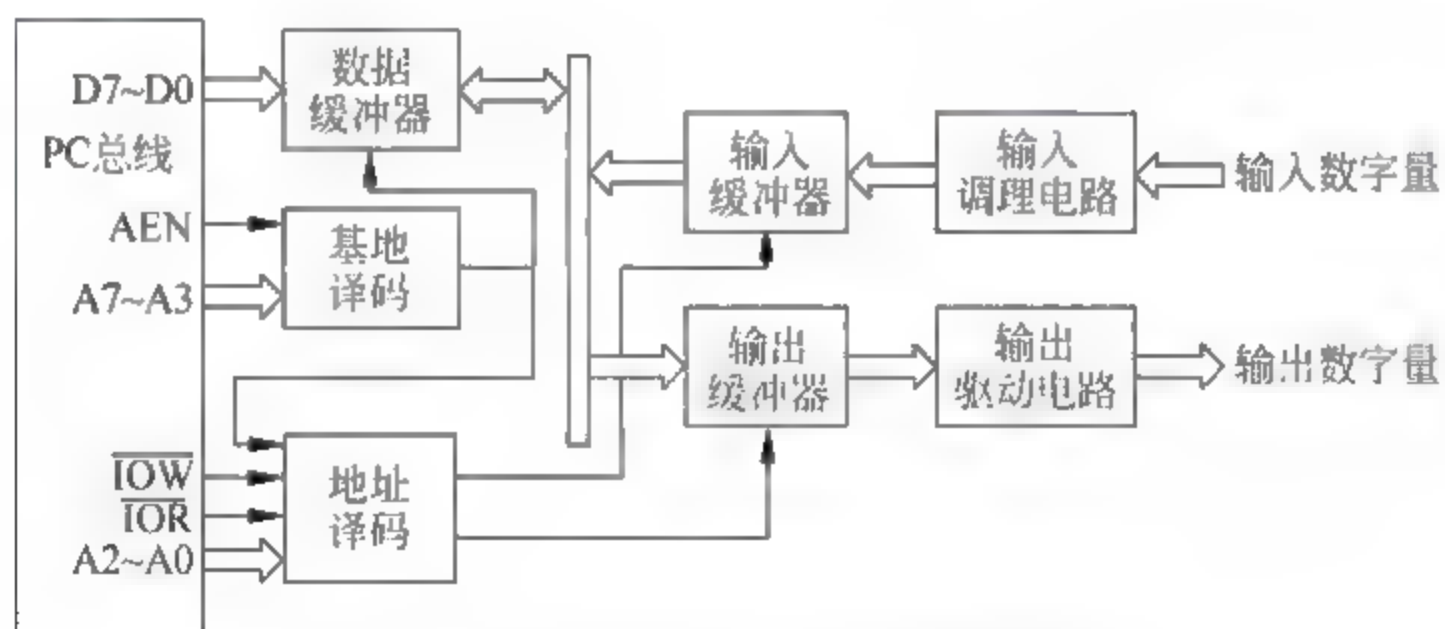 D7~D0
PC总线
AEN
A7~A3
IOW
IOR
A2~A0
数据
缓冲器
基地
译码
地址
译码
输入
缓冲器
输入
调理电路
输入数字量
输出
缓冲器
输出
驱动电路
输出数字量